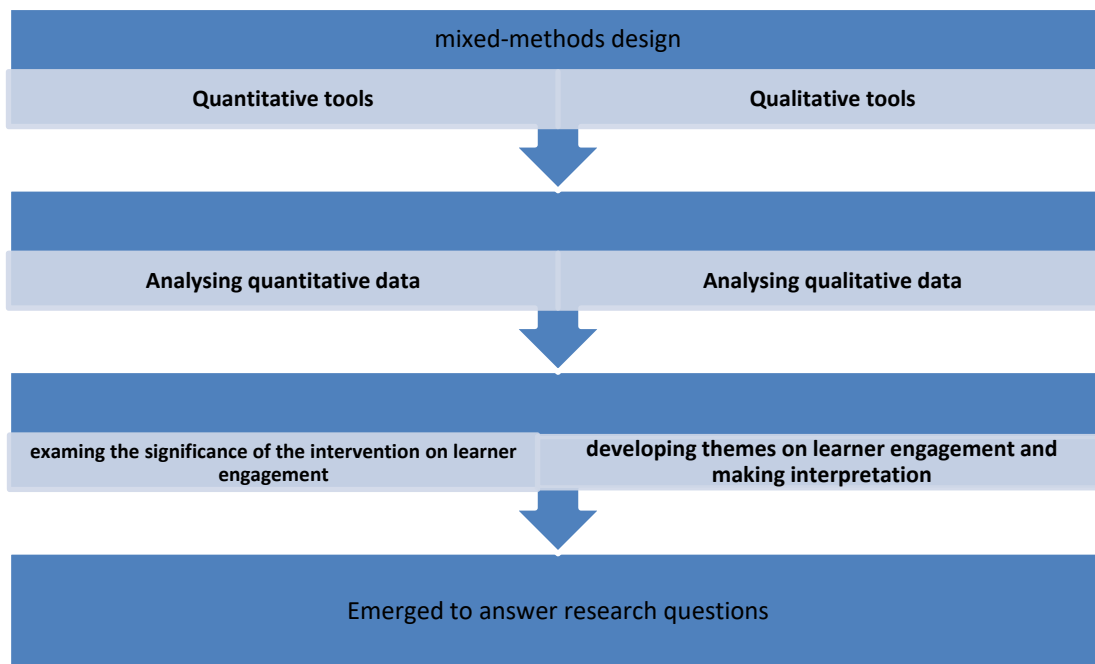 mixed-methods design
Quantitative tools
Qualitative tools
Analysing quantitative data
Analysing qualitative data
examing the significance of the intervention on learner
engagement
developing themes on learner engagement and
making interpretation
Emerged to answer research questions